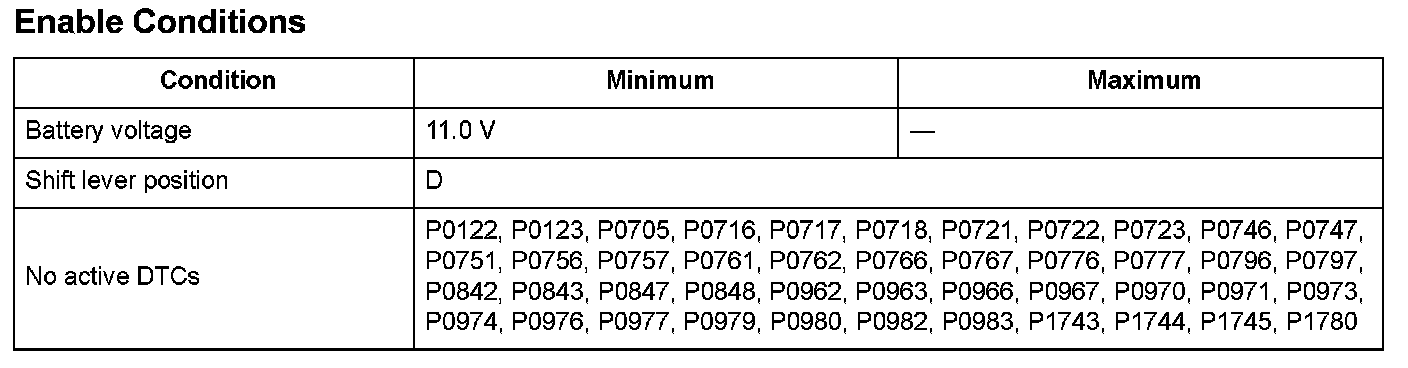 Enable Conditions
Condition Minimum Maximum
Battery voltage 11.0 V —
Shift lever position D
No active DTCs
P0122, P0123, P0705, P0716, P0717, P0718, P0721, P0722, P0723, P0746, P0747,
P0751, P0756, P0757, P0761, P0762, P0766, P0767, P0776, P0777, P0796, P0797,
P0842, P0843, P0847, P0848, P0962, P0963, P0966, P0967, P0970, P0971, P0973,
P0974, P0976, P0977, P0979, P0980, P0982, P0983, P1743, P1744, P1745, P1780